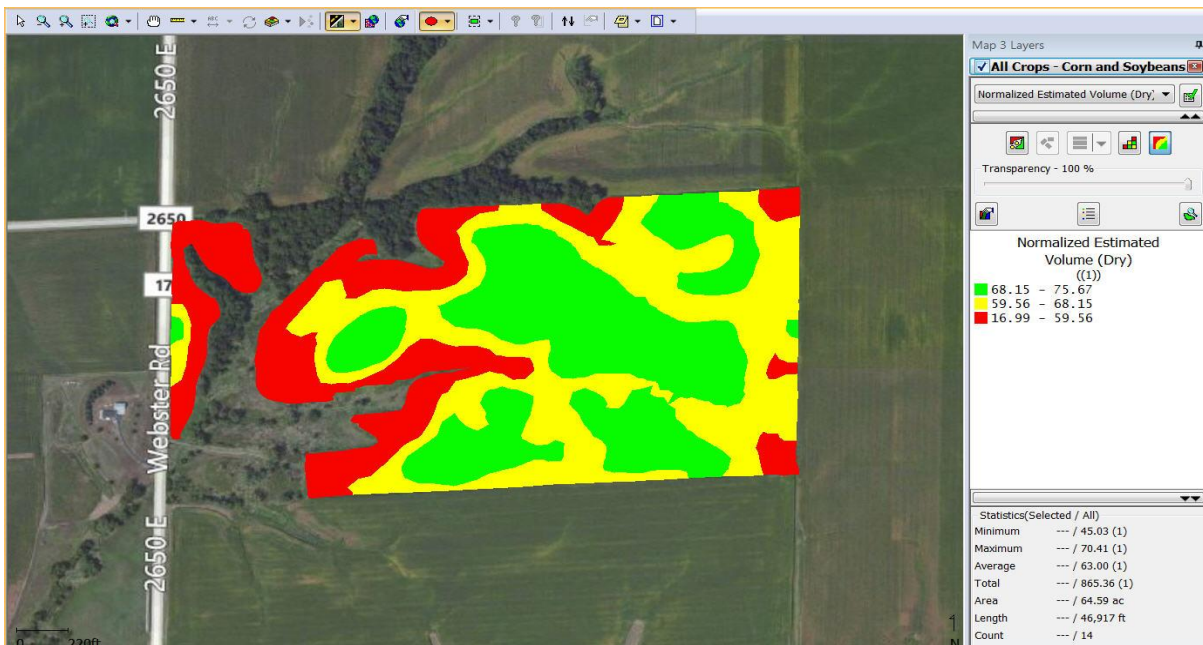 Map 3 Layers
All Crops - Corn and Soybeans
Normalized Estimated Volume (Dry)
Transparency - 100 %
Normalized Estimated
Volume (Dry)
((1))
68.15 - 75.67
59.56 - 68.15
16.99 - 59.56
2650 E
2650
17
Webster Rd
2650 E
0 220ft
N
Statistics(Selected / All)
Minimum --- / 45.03 (1)
Maximum --- / 70.41 (1)
Average --- / 63.00 (1)
Total --- / 865.36 (1)
Area --- / 64.59 ac
Length --- / 46,917 ft
Count --- / 14